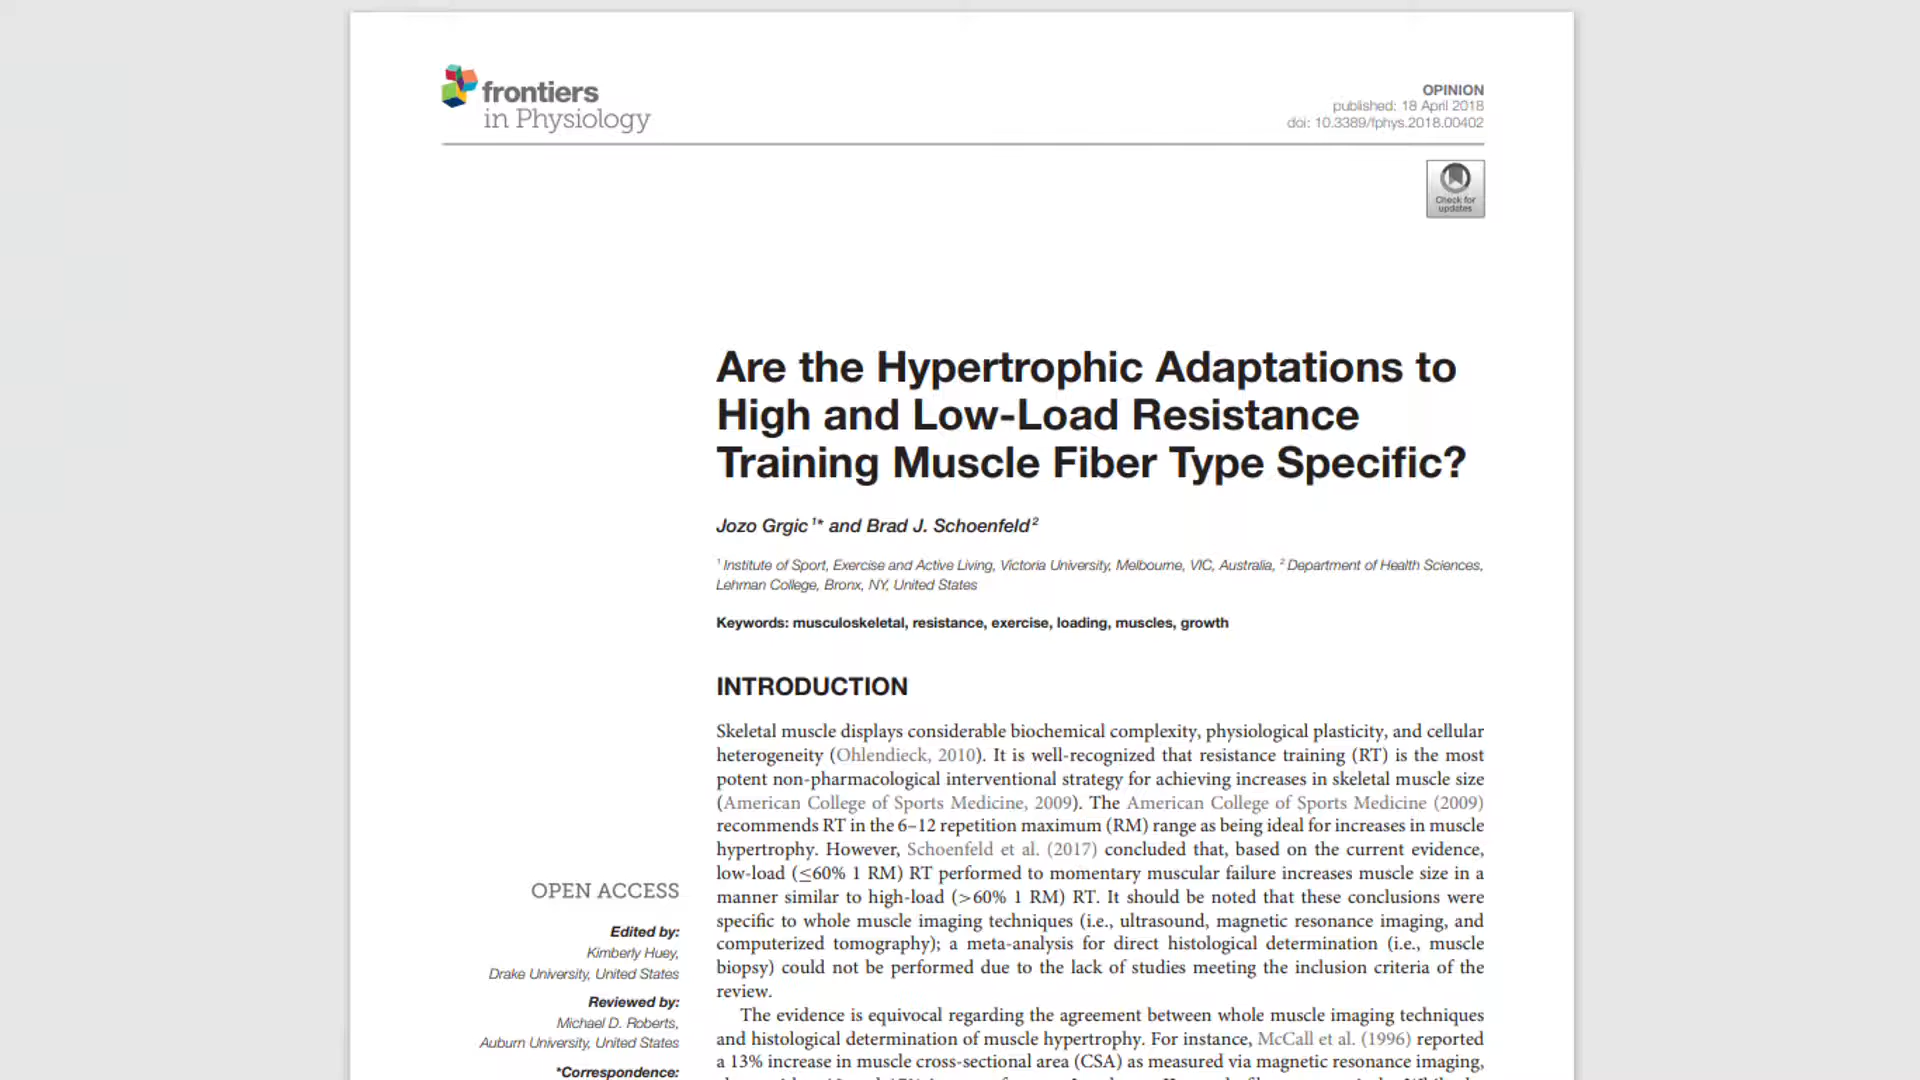 frontiers
in Physiology
OPINION
published: 18 April 2018
doi: 10.3389/fphys.2018.00402
Check for
updates
Are the Hypertrophic Adaptations to
High and Low-Load Resistance
Training Muscle Fiber Type Specific?
Jozo Grgic 1* and Brad J. Schoenfeld 2
1 Institute of Sport, Exercise and Active Living, Victoria University, Melbourne, VIC, Australia, 2 Department of Health Sciences,
Lehman College, Bronx, NY, United States
Keywords: musculoskeletal, resistance, exercise, loading, muscles, growth
INTRODUCTION
Skeletal muscle displays considerable biochemical complexity, physiological plasticity, and cellular
heterogeneity (Ohlendieck, 2010). It is well-recognized that resistance training (RT) is the most
potent non-pharmacological interventional strategy for achieving increases in skeletal muscle size
(American College of Sports Medicine, 2009). The American College of Sports Medicine (2009)
recommends RT in the 6–12 repetition maximum (RM) range as being ideal for increases in muscle
hypertrophy. However, Schoenfeld et al. (2017) concluded that, based on the current evidence,
low-load (≤60% 1 RM) RT performed to momentary muscular failure increases muscle size in a
manner similar to high-load (>60% 1 RM) RT. It should be noted that these conclusions were
specific to whole muscle imaging techniques (i.e., ultrasound, magnetic resonance imaging, and
computerized tomography); a meta-analysis for direct histological determination (i.e., muscle
biopsy) could not be performed due to the lack of studies meeting the inclusion criteria of the
review.
The evidence is equivocal regarding the agreement between whole muscle imaging techniques
and histological determination of muscle hypertrophy. For instance, McCall et al. (1996) reported
a 13% increase in muscle cross-sectional area (CSA) as measured via magnetic resonance imaging,
OPEN ACCESS
Edited by:
Kimberly Huey,
Drake University, United States
Reviewed by:
Michael D. Roberts,
Auburn University, United States
*Correspondence: